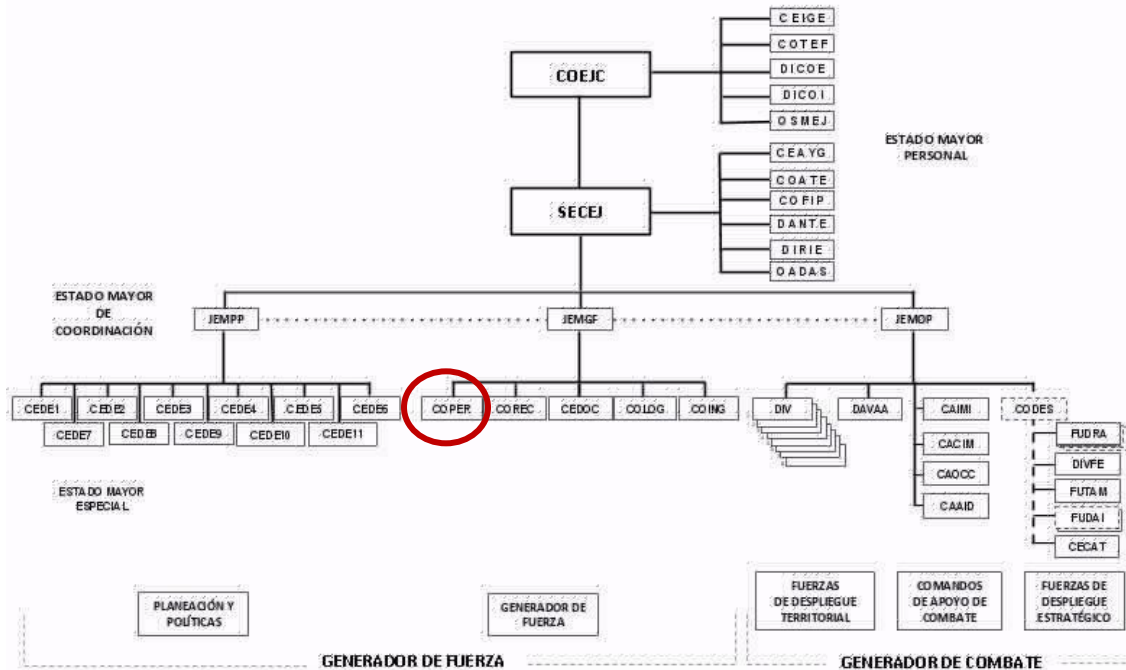 CEIGE
COTEF
COEJC
DICOE
DICOI
OSMEJ
ESTADO MAYOR
PERSONAL
CEAYG
COATE
SECEJ
COFIP
DANTE
DIRIE
OADAS
ESTADO MAYOR
DE
COORDINACIÓN
JEMPP
JEMGF
JEMOP
CEDE1
CEDE2
CEDE3
CEDE4
CEDE5
CEDE6
CEDE7
CEDE8
CEDE9
CEDE10
CEDE11
COPER
COREC
CEDOC
COLOG
COING
DIV
DAVAA
CAIMI
CACIM
CAOCC
CAAID
CODES
FUDRA
DIVFE
FUTAM
FUDAI
CECAT
ESTADO MAYOR
ESPECIAL
PLANEACIÓN Y
POLÍTICAS
GENERADOR DE
FUERZA
FUERZAS
DE DESPLIEGUE
TERRITORIAL
COMANDOS
DE APOYO DE
COMBATE
FUERZAS DE
DESPLIEGUE
ESTRATÉGICO
GENERADOR DE FUERZA
GENERADOR DE COMBATE